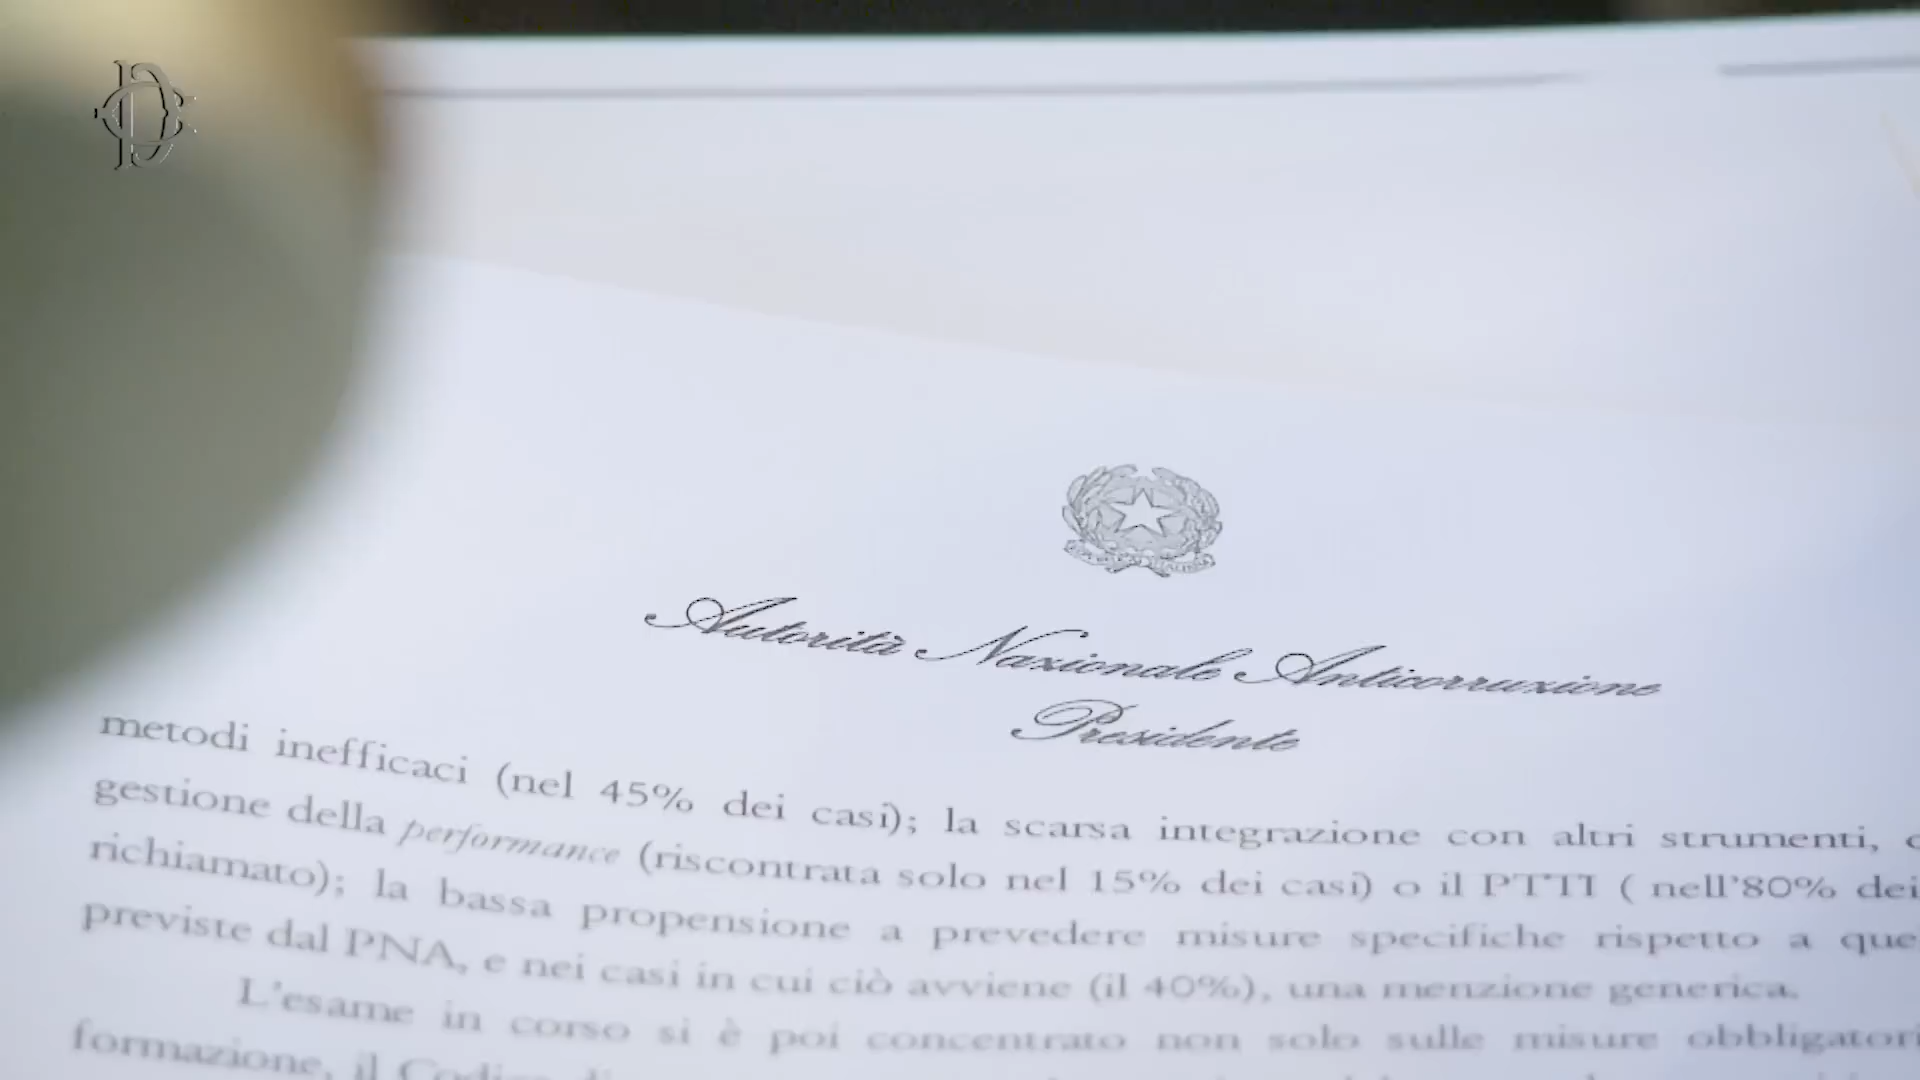 Autorità Nazionale Anticorruzione
Presidente
metodi inefficaci (nel 45% dei casi); la scarsa integrazione con altri strumenti,
gestione della performance (riscontrata solo nel 15% dei casi) o il PTTI ( nell'80% dei
richiamato); la bassa propensione a prevedere misure specifiche rispetto a
previste dal PNA, e nei casi in cui ciò avviene (il 40%), una menzione generica.
L'esame in corso si è poi concentrato non solo sulle misure
formazione, il